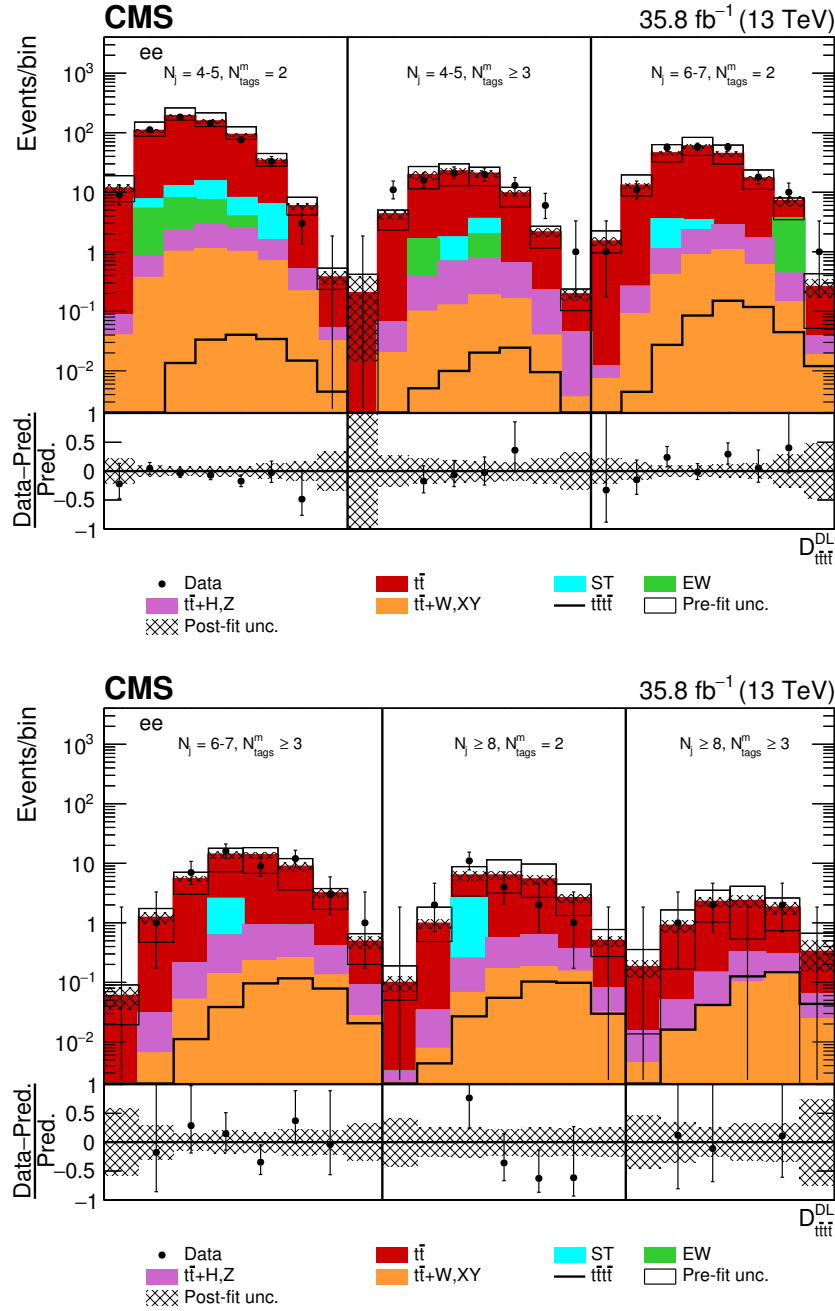 CMS 35.8 fb⁻¹ (13 TeV)
ee
N_j = 4-5, N^m_tags = 2 N_j = 4-5, N^m_tags ≥ 3 N_j = 6-7, N^m_tags = 2
Events/bin
10³
10²
10
1
10⁻¹
10⁻²
Data−Pred.
Pred.
1
0.5
0
−0.5
−1
D^DL_tt̄tt̄
Data tt̄ ST EW
tt̄+H,Z tt̄+W,XY tt̄tt̄ Pre-fit unc.
Post-fit unc.
CMS 35.8 fb⁻¹ (13 TeV)
ee
N_j = 6-7, N^m_tags ≥ 3 N_j ≥ 8, N^m_tags = 2 N_j ≥ 8, N^m_tags ≥ 3
Events/bin
10³
10²
10
1
10⁻¹
10⁻²
Data−Pred.
Pred.
1
0.5
0
−0.5
−1
D^DL_tt̄tt̄
Data tt̄ ST EW
tt̄+H,Z tt̄+W,XY tt̄tt̄ Pre-fit unc.
Post-fit unc.